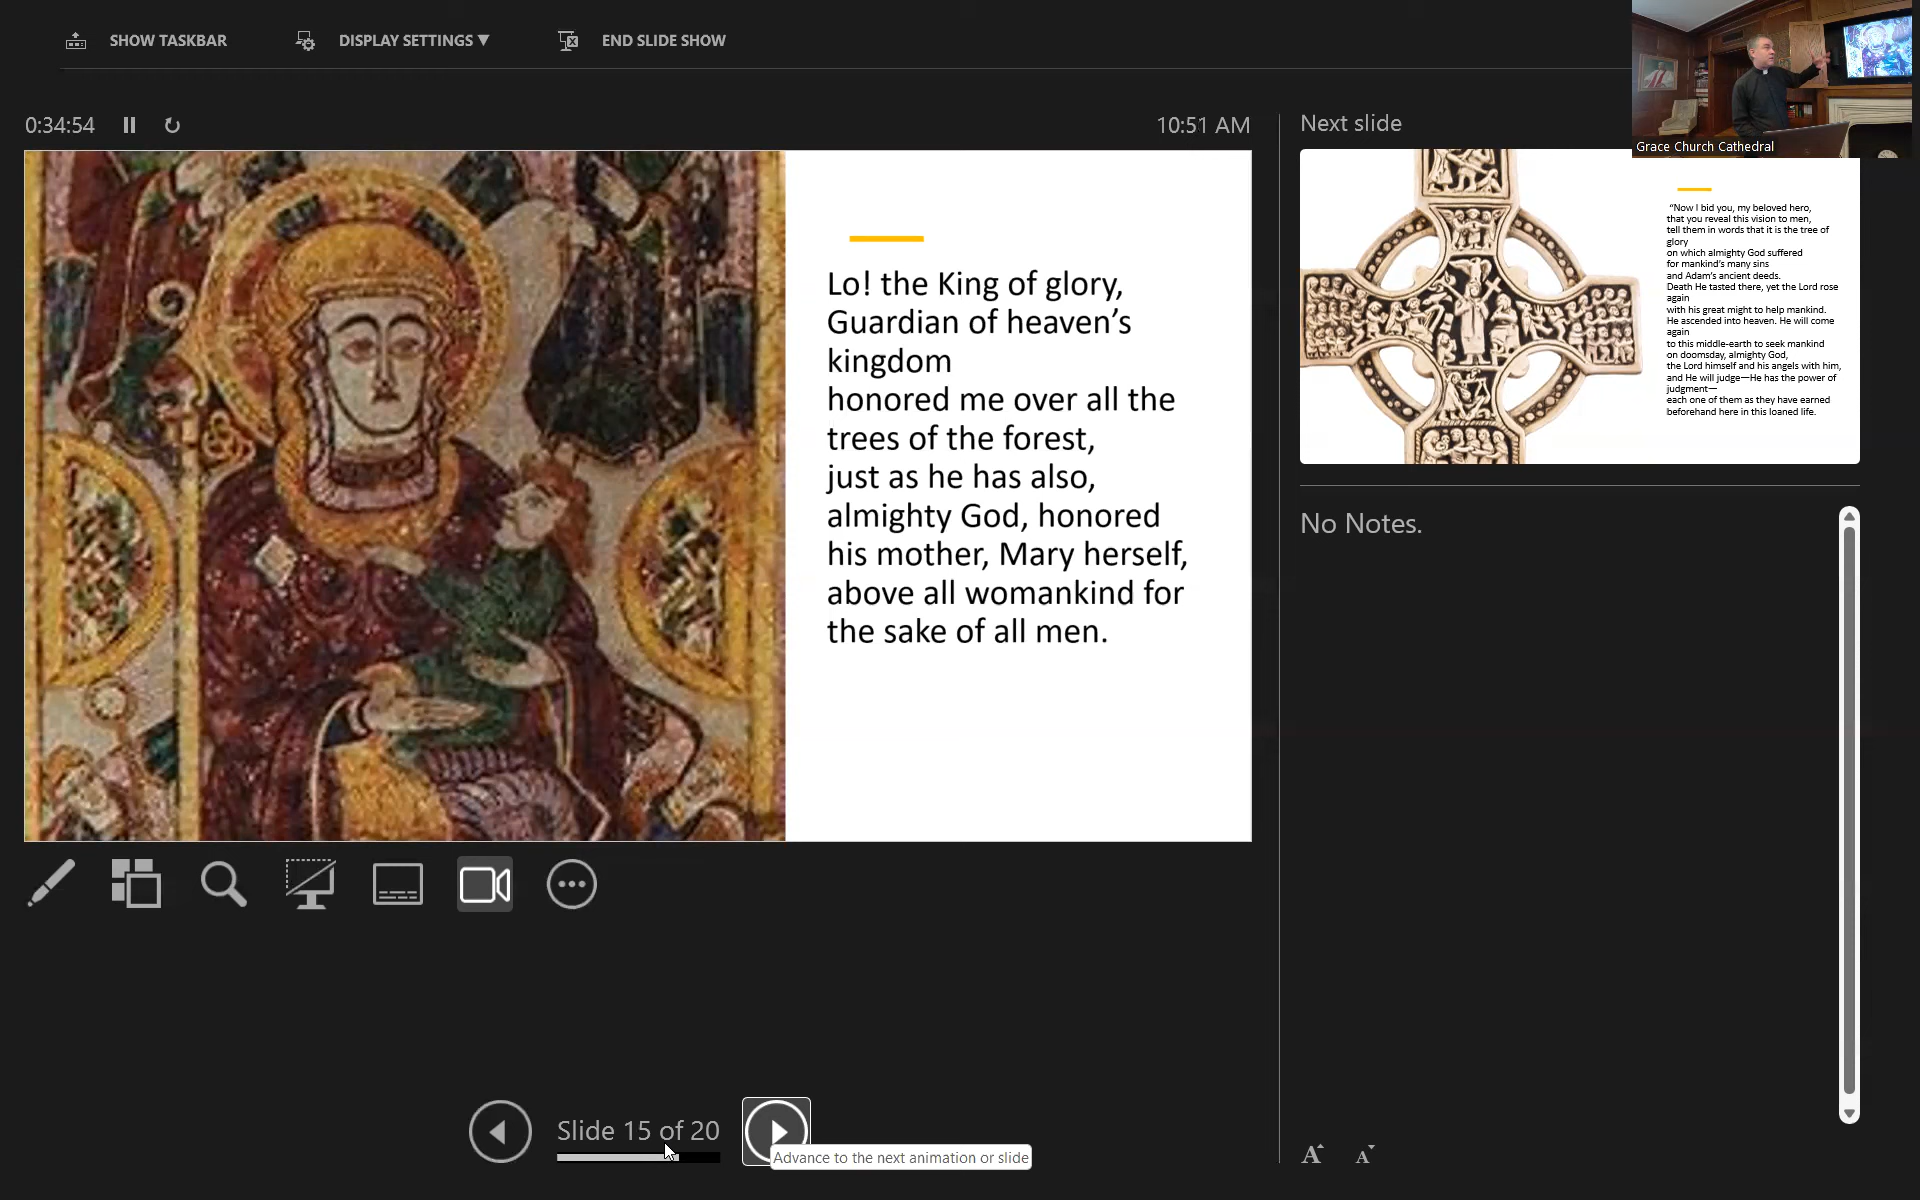 SHOW TASKBAR
DISPLAY SETTINGS ▼
END SLIDE SHOW
Grace Church Cathedral
0:34:54
10:51 AM
Next slide
Lo! the King of glory,
Guardian of heaven’s
kingdom
honored me over all the
trees of the forest,
just as he has also,
almighty God, honored
his mother, Mary herself,
above all womankind for
the sake of all men.
“Now I bid you, my beloved hero,
that you reveal this vision to men,
tell them in words that it is the tree of
glory
on which almighty God suffered
for mankind’s many sins
and Adam’s ancient deeds.
Death He tasted there, yet the Lord rose
again
with his great might to help mankind.
He ascended into heaven. He will come
again
to this middle-earth to seek mankind
on doomsday, almighty God,
the Lord himself and his angels with him,
and He will judge—He has the power of
judgment—
each one of them as they have earned
beforehand here in this loaned life.
No Notes.
Slide 15 of 20
Advance to the next animation or slide
A A